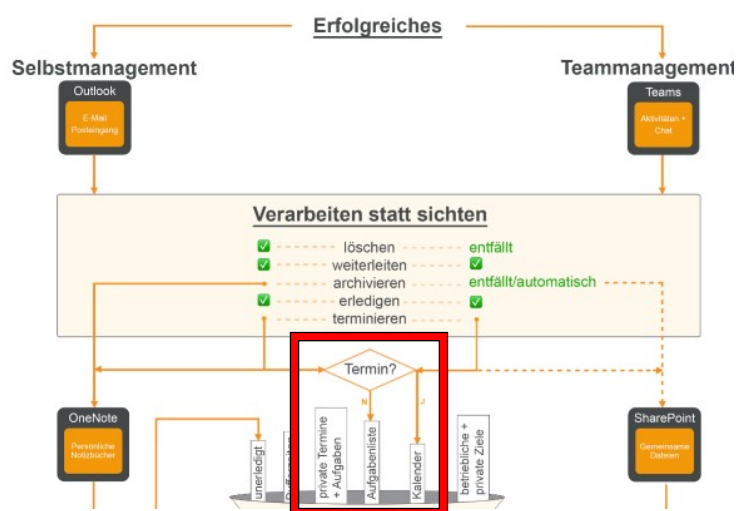 Erfolgreiches
Selbstmanagement
Teammanagement
Outlook
E-Mail
Posteingang
Teams
Aktivitäten +
Chat
Verarbeiten statt sichten
löschen entfällt
weiterleiten
archivieren entfällt/automatisch
erledigen
terminieren
Termin?
N
J
OneNote
Persönliche
Notizbücher
unerledigt
private Termine
+ Aufgaben
Aufgabenliste
Kalender
betriebliche +
private Ziele
SharePoint
Gemeinsame
Dateien